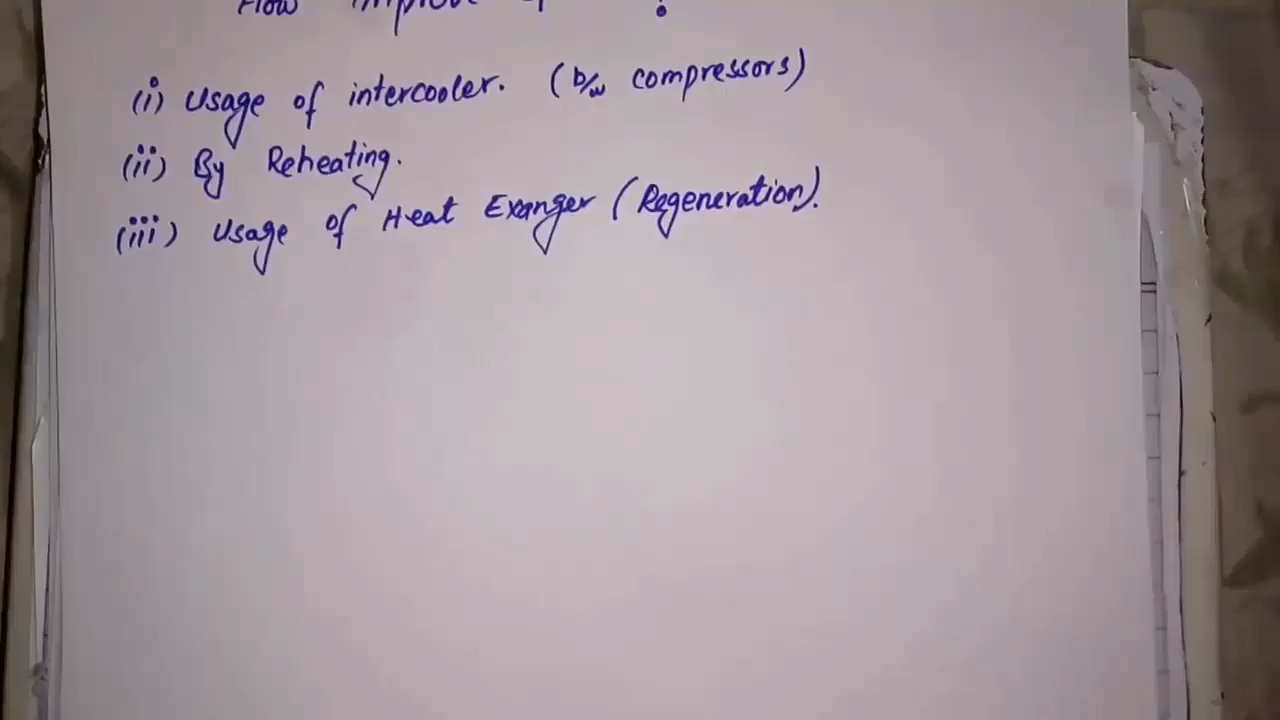 (i) Usage of intercooler. (b/w compressors)
(ii) By Reheating.
(iii) Usage of Heat Exanger (Regeneration).